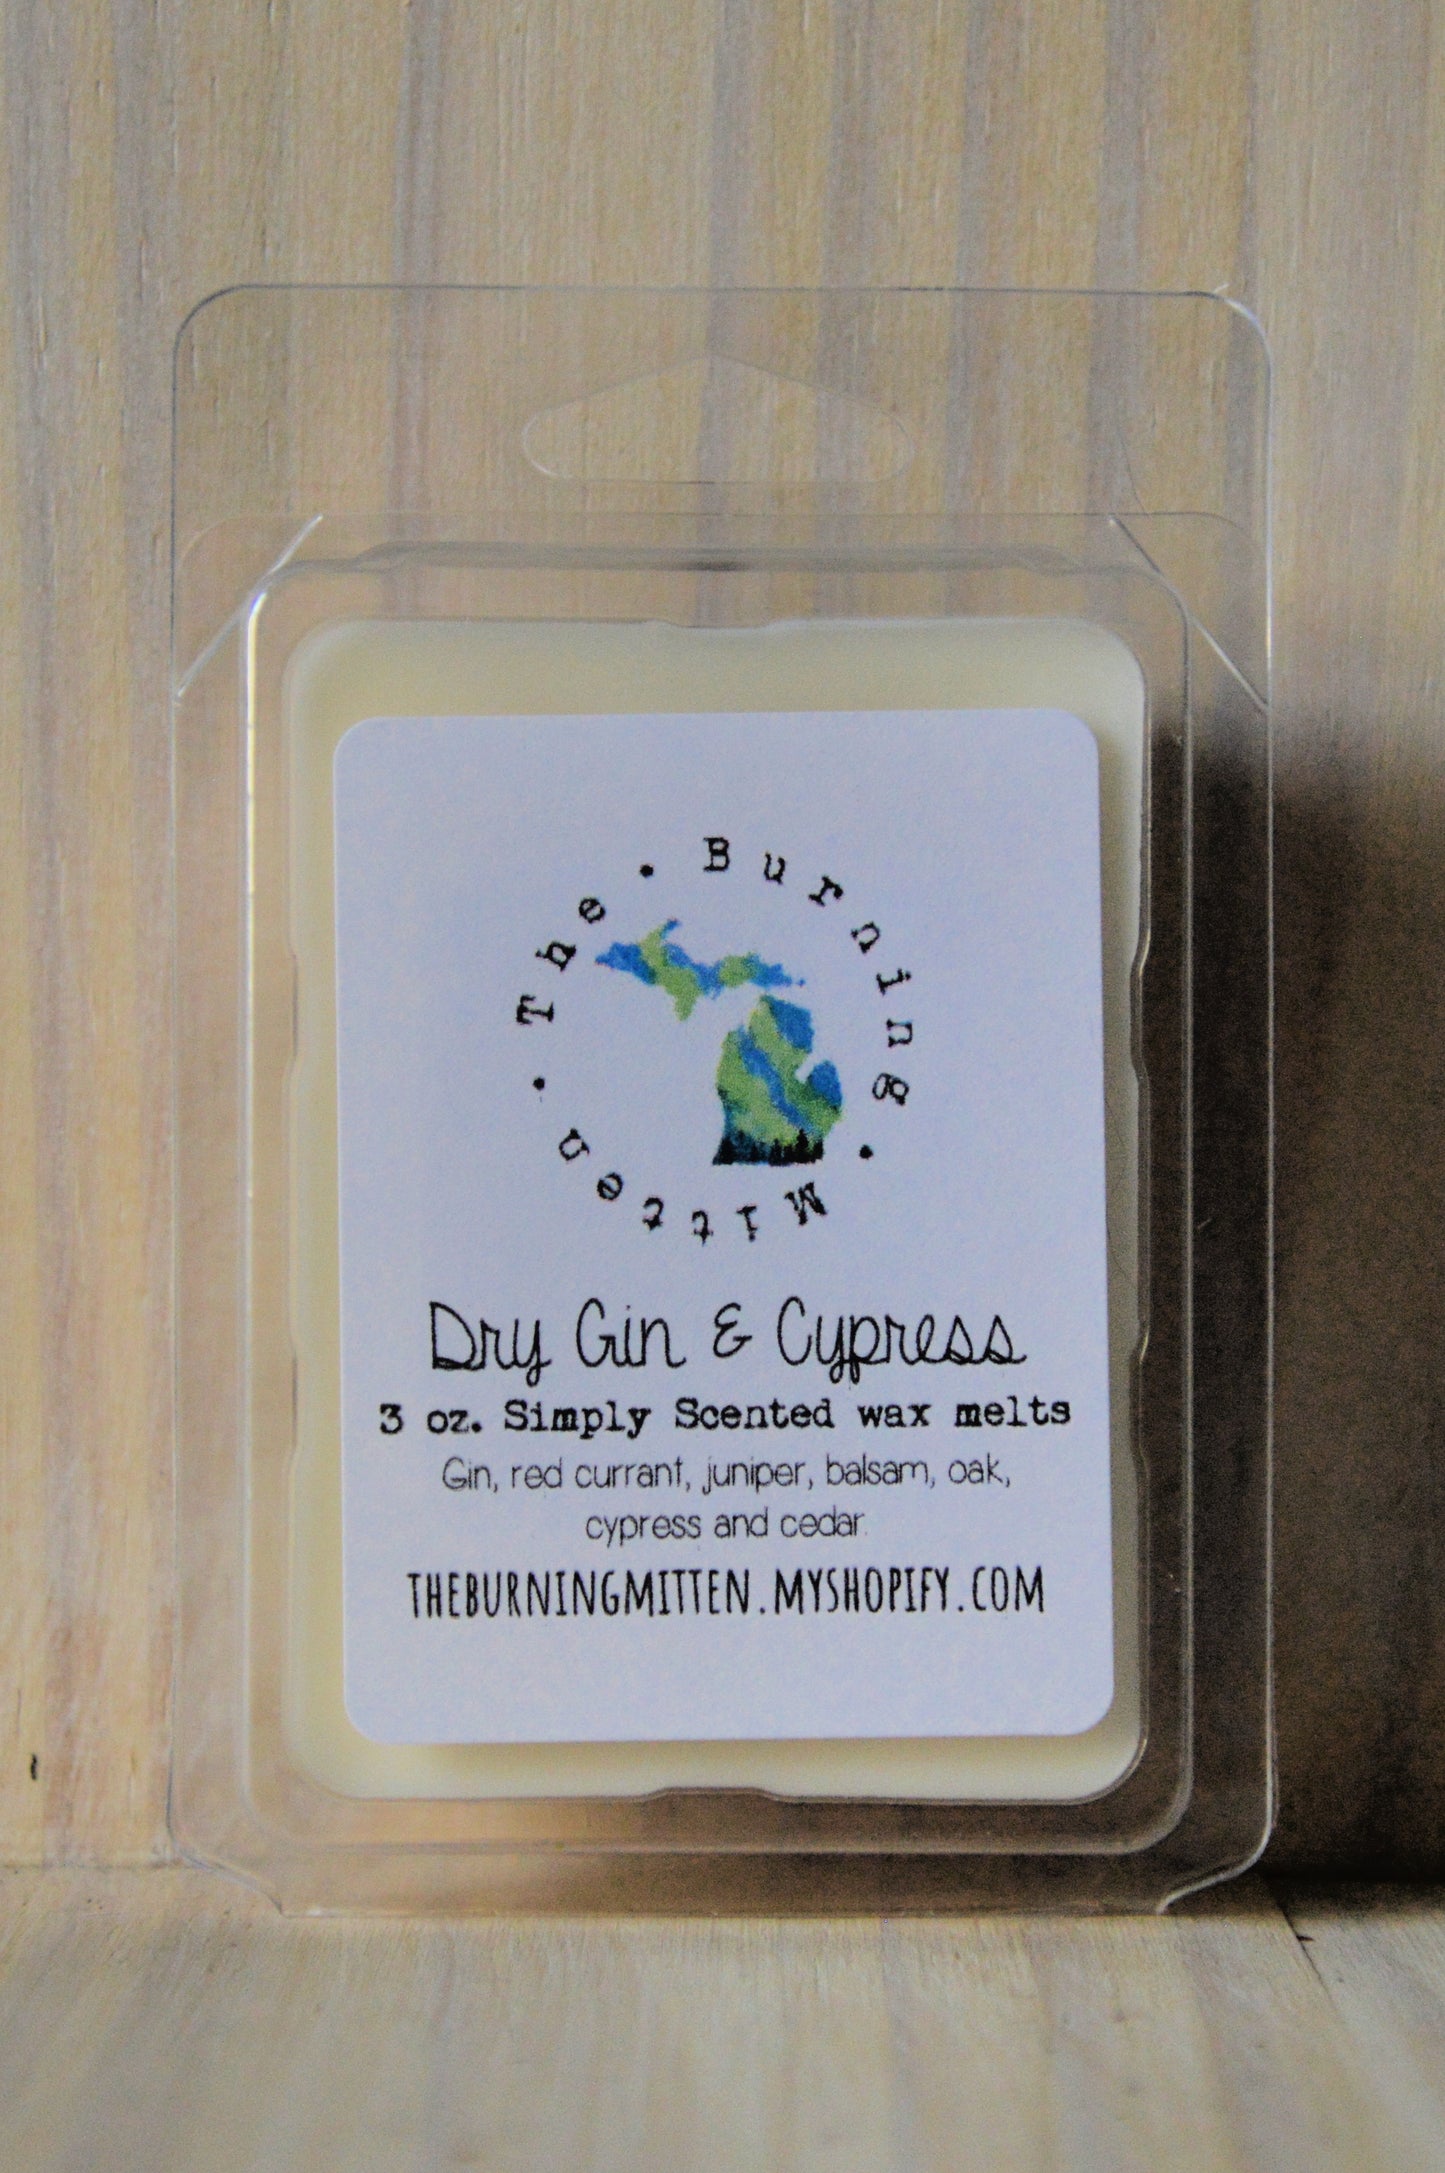 The • Burning • Mitten •
Dry Gin & Cypress
3 oz. Simply Scented wax melts
Gin, red currant, juniper, balsam, oak,
cypress and cedar.
THEBURNINGMITTEN.MYSHOPIFY.COM